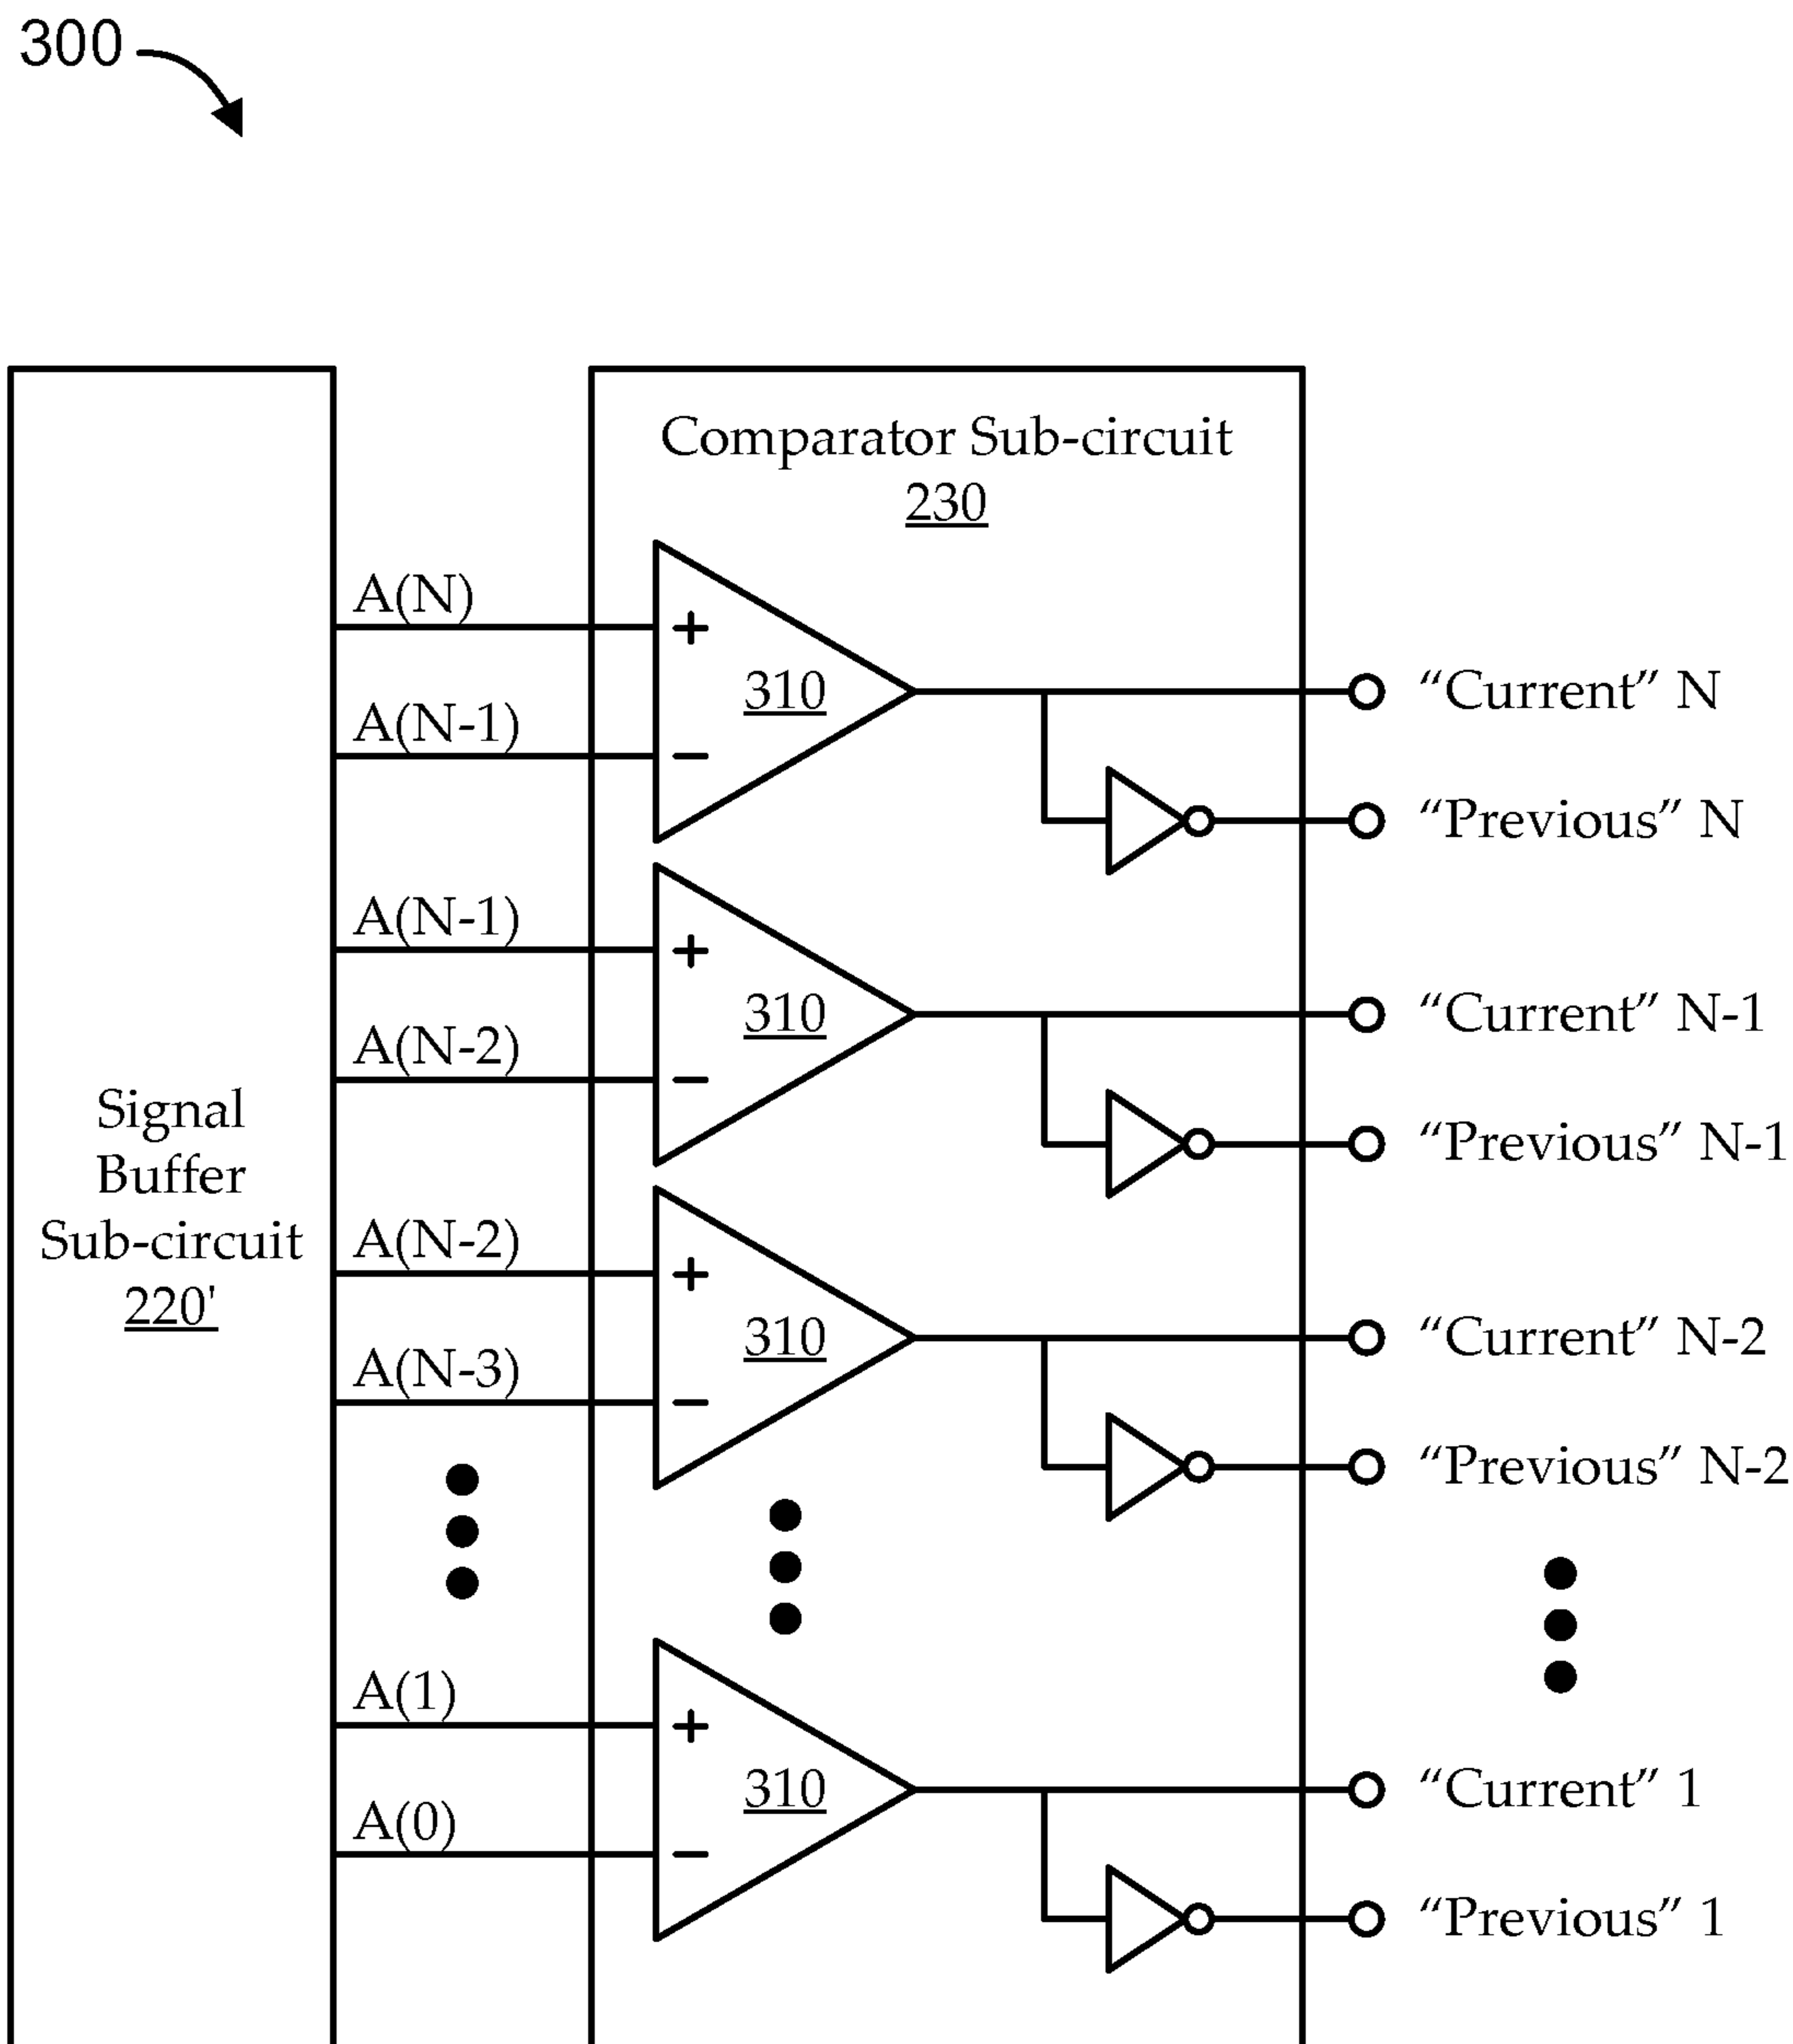 300
Comparator Sub-circuit
230
A(N)
+
310
“Current” N
A(N-1)
−
“Previous” N
A(N-1)
+
310
“Current” N-1
A(N-2)
−
“Previous” N-1
Signal
Buffer
Sub-circuit
220'
A(N-2)
+
310
“Current” N-2
A(N-3)
−
“Previous” N-2
A(1)
+
310
“Current” 1
A(0)
−
“Previous” 1